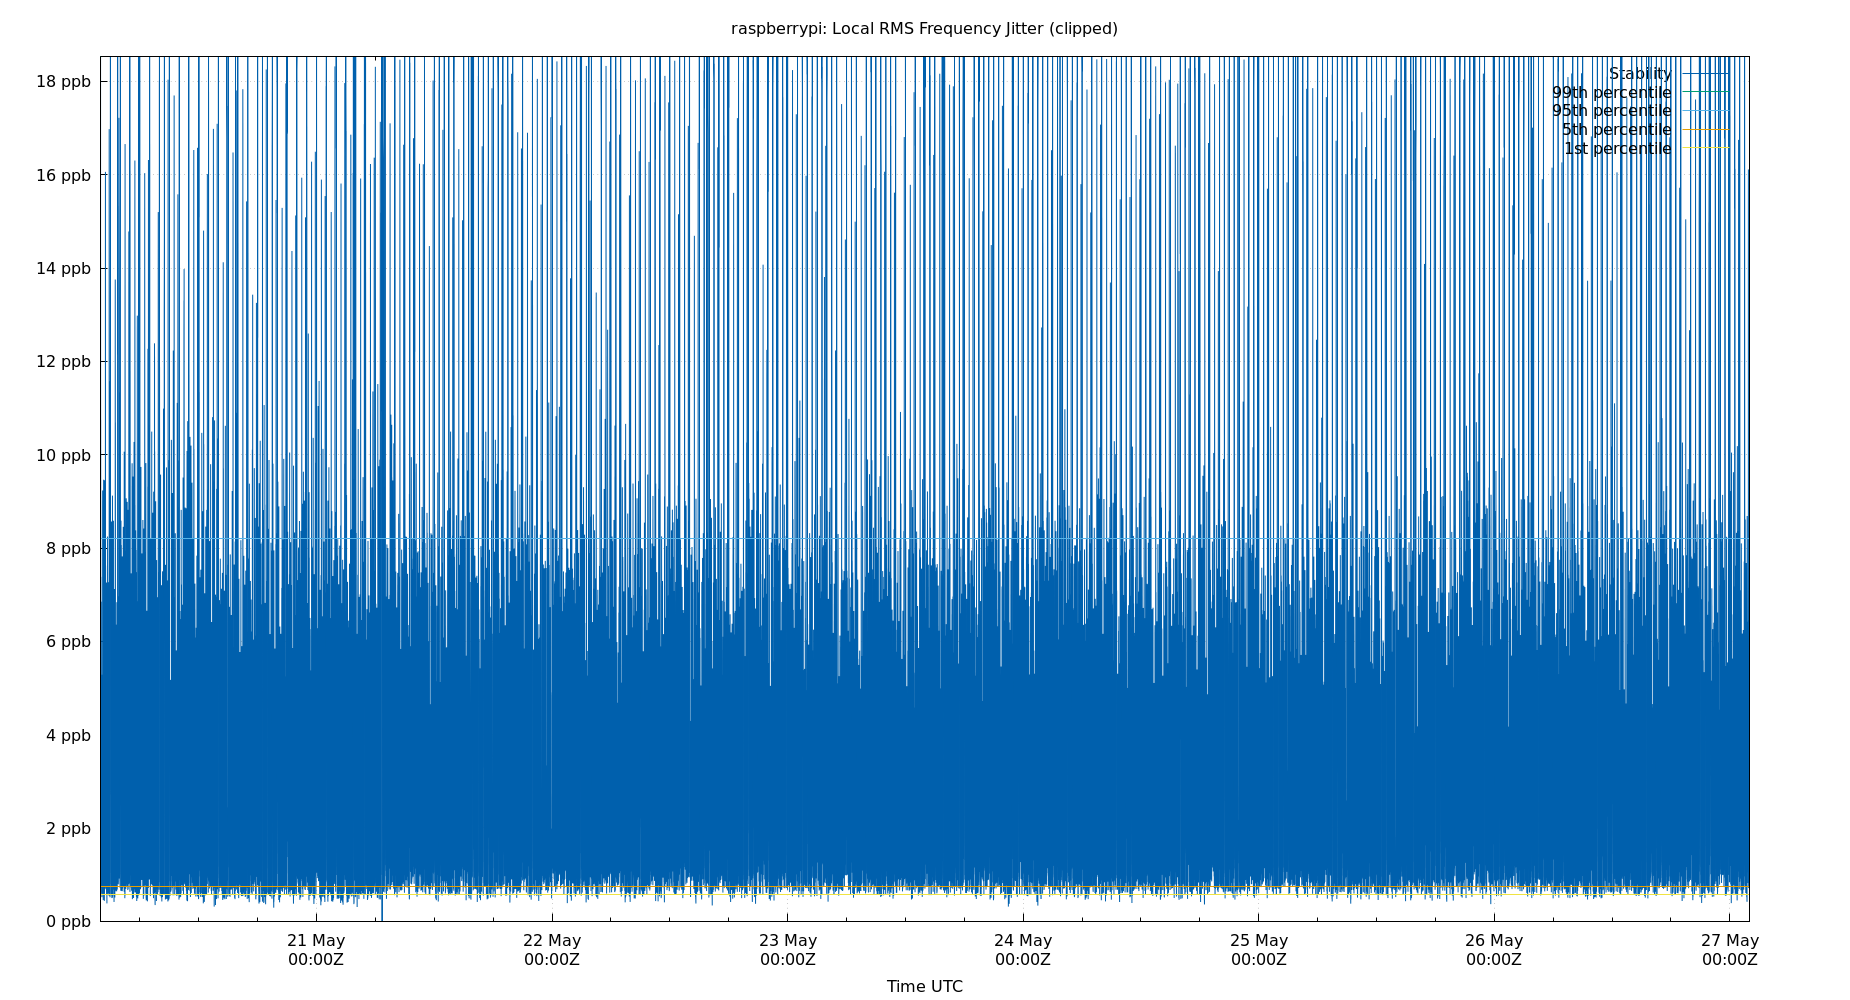 raspberrypi: Local RMS Frequency Jitter (clipped)
18 ppb
16 ppb
14 ppb
12 ppb
10 ppb
8 ppb
6 ppb
4 ppb
2 ppb
0 ppb
Stability
99th percentile
95th percentile
5th percentile
1st percentile
21 May 22 May 23 May 24 May 25 May 26 May 27 May
00:00Z 00:00Z 00:00Z 00:00Z 00:00Z 00:00Z 00:00Z
Time UTC